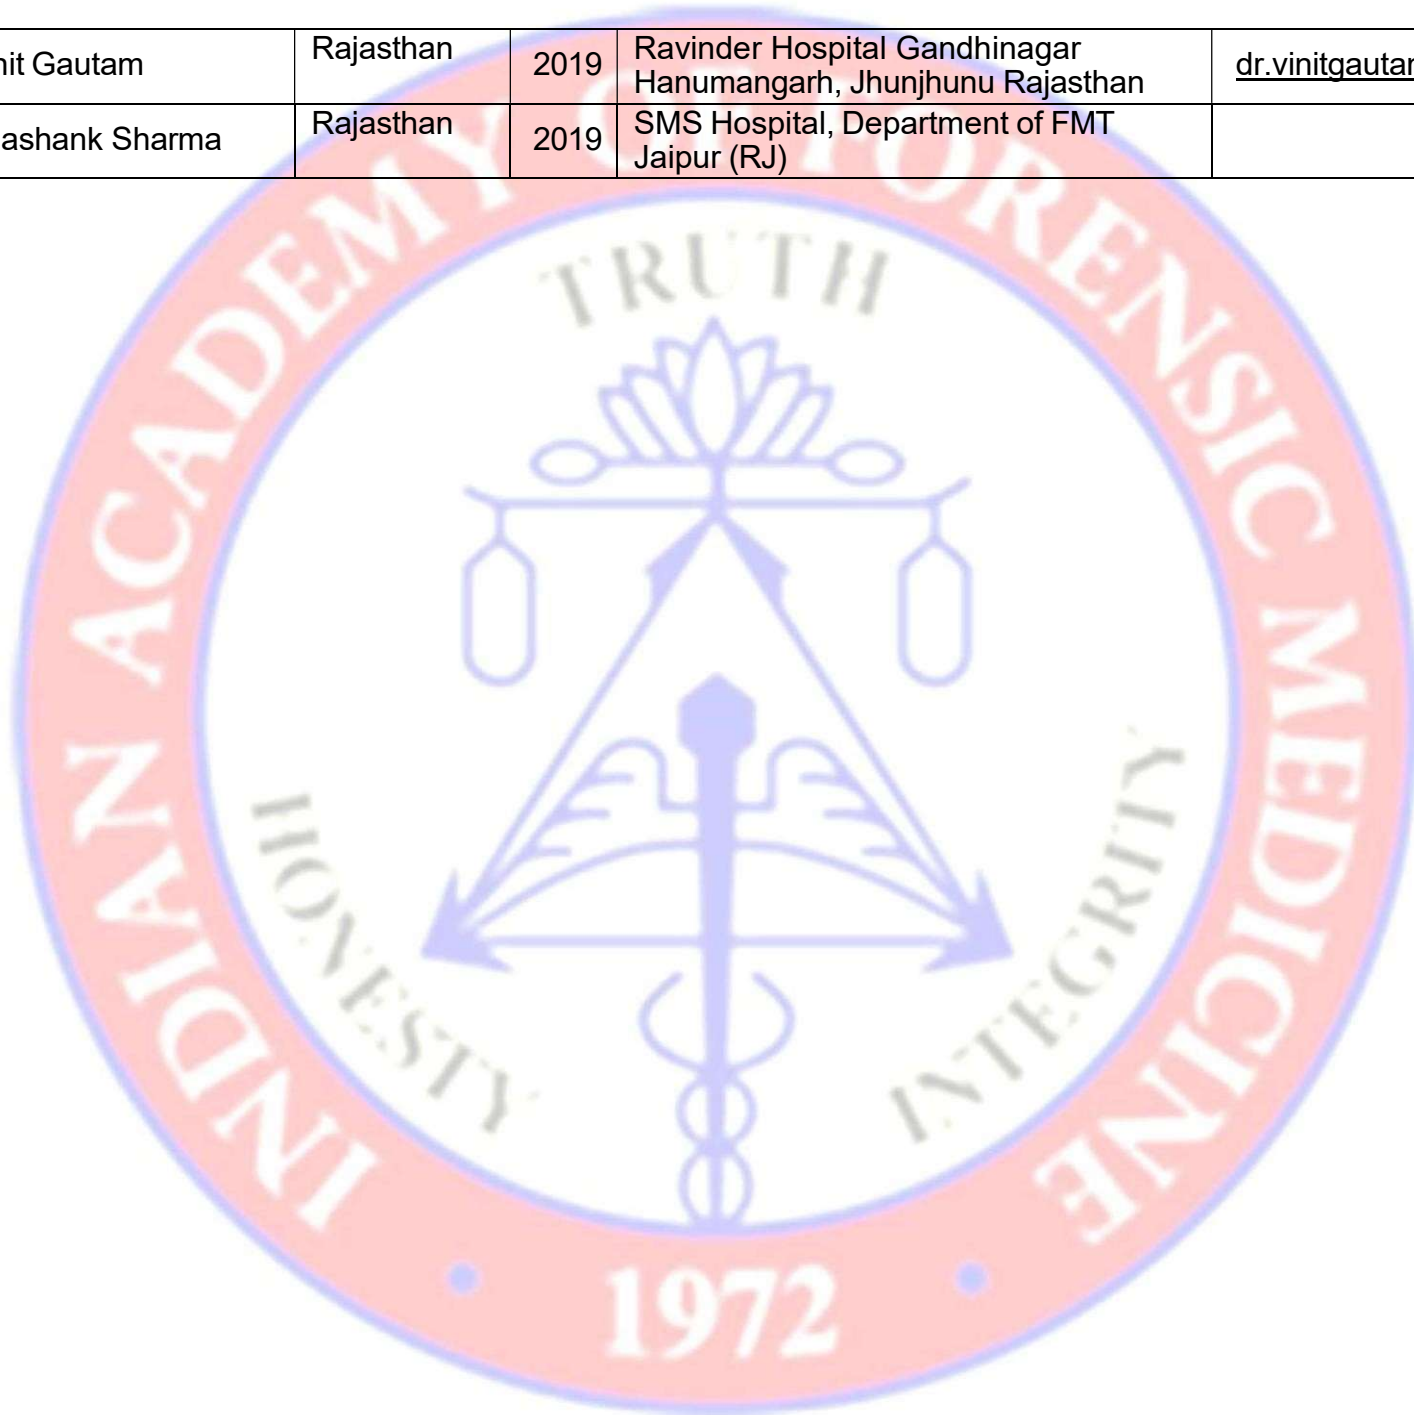 nit Gautam
Rajasthan
2019
Ravinder Hospital Gandhinagar
Hanumangarh, Jhunjhunu Rajasthan
dr.vinitgautar
ashank Sharma
Rajasthan
2019
SMS Hospital, Department of FMT
Jaipur (RJ)
INDIAN ACADEMY OF FORENSIC MEDICINE
TRUTH
HONESTY
INTEGRITY
1972